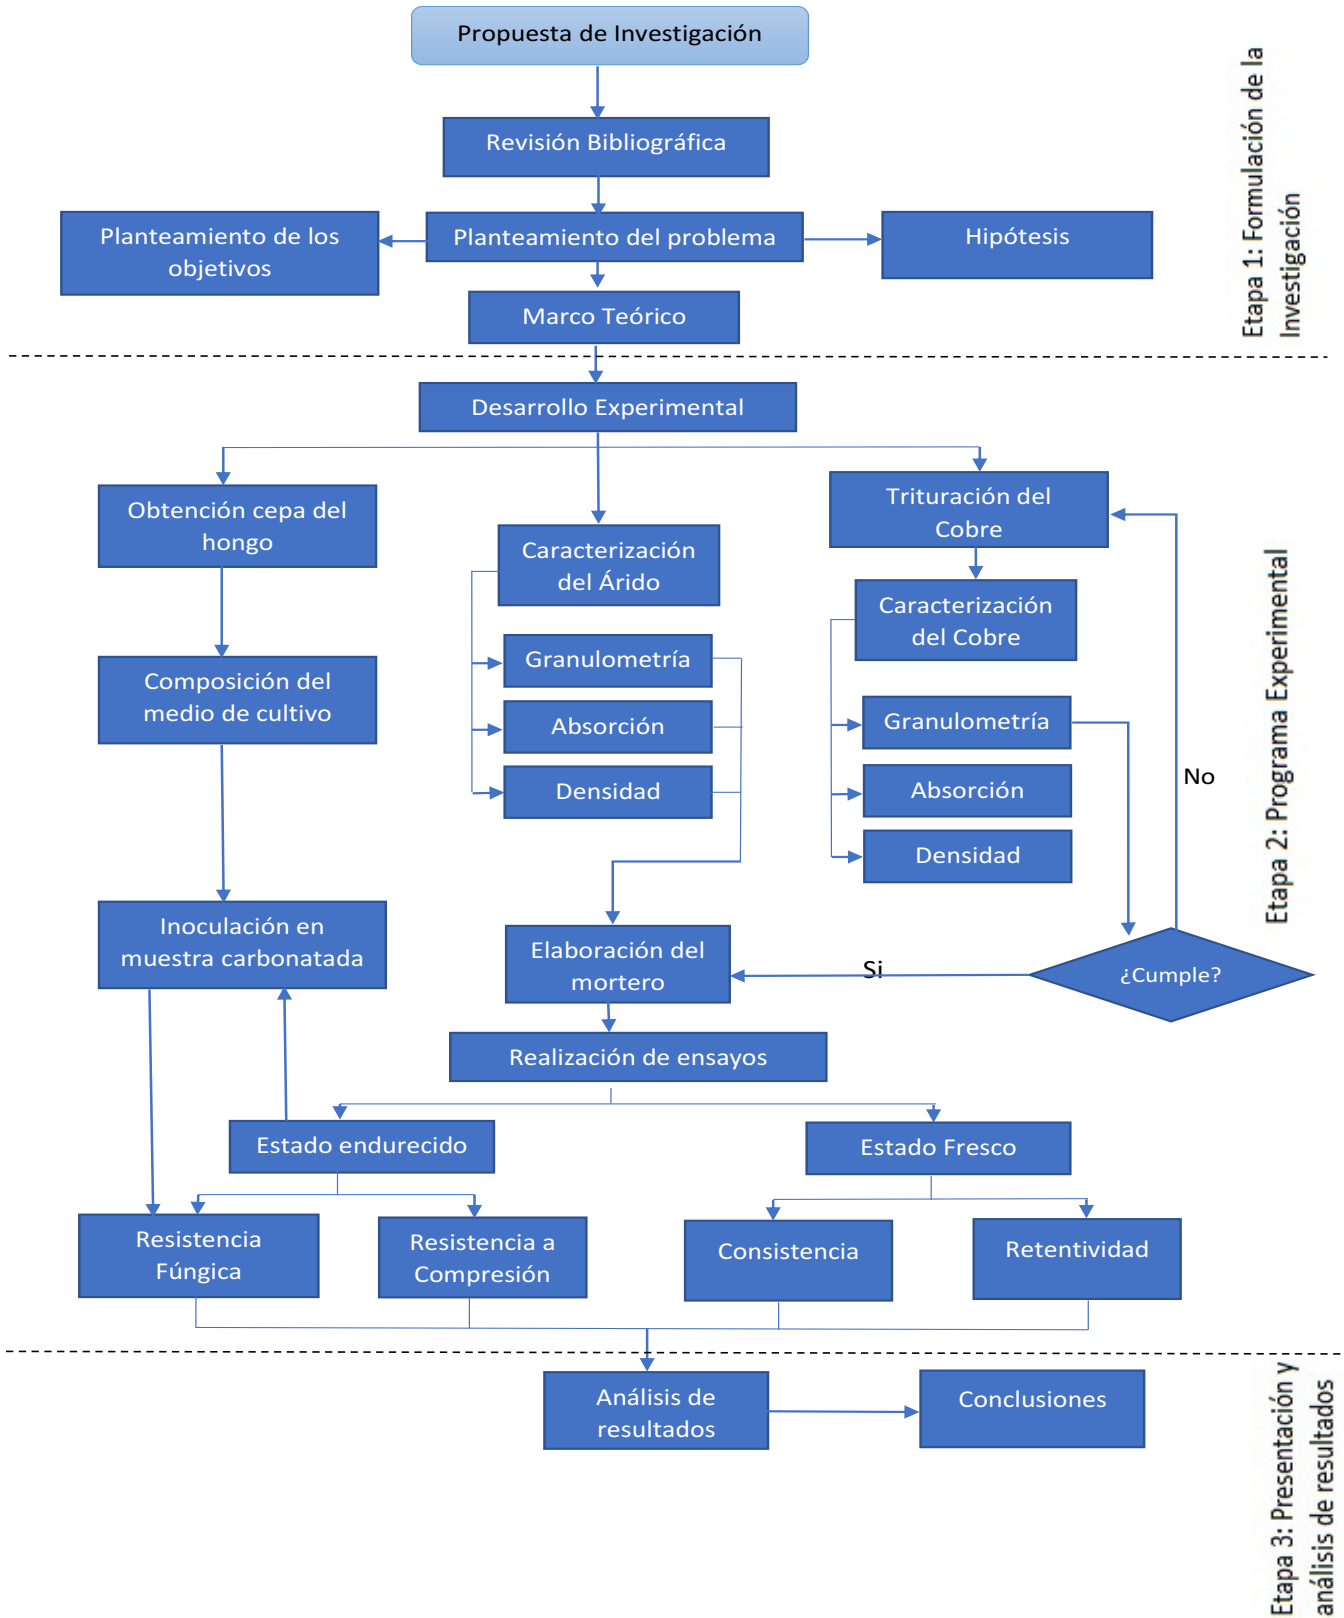 Propuesta de Investigación
Revisión Bibliográfica
Planteamiento de los
objetivos
Planteamiento del problema
Hipótesis
Marco Teórico
Etapa 1: Formulación de la
Investigación
Desarrollo Experimental
Obtención cepa del
hongo
Caracterización
del Árido
Trituración del
Cobre
Caracterización
del Cobre
Composición del
medio de cultivo
Granulometría
Absorción
Densidad
Granulometría
Absorción
Densidad
No
Etapa 2: Programa Experimental
Inoculación en
muestra carbonatada
Elaboración del
mortero
Si
¿Cumple?
Realización de ensayos
Estado endurecido
Estado Fresco
Resistencia
Fúngica
Resistencia a
Compresión
Consistencia
Retentividad
Análisis de
resultados
Conclusiones
Etapa 3: Presentación y
análisis de resultados